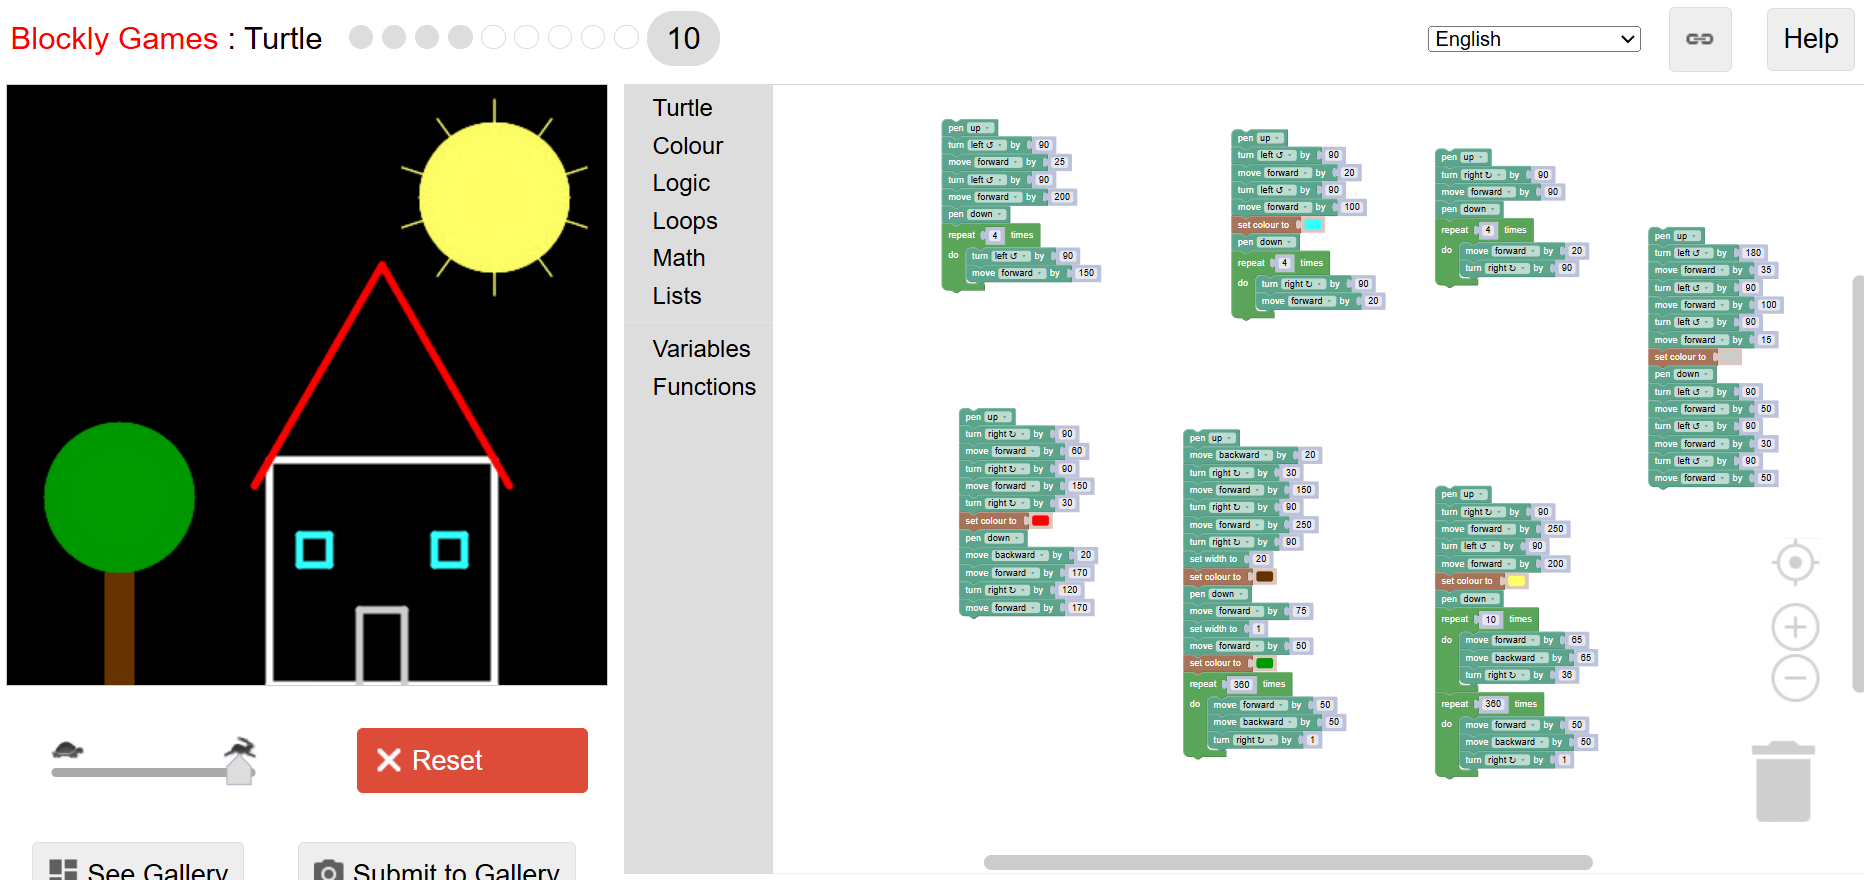 Blockly Games : Turtle
10
English
Help
Turtle
Colour
Logic
Loops
Math
Lists
Variables
Functions
pen up
turn left ↺ by 90
move forward by 25
turn left ↺ by 90
move forward by 200
pen down
repeat 4 times
do turn left ↺ by 90
move forward by 150
pen up
turn left ↺ by 90
move forward by 20
turn left ↺ by 90
move forward by 100
set colour to
pen down
repeat 4 times
do turn right ↻ by 90
move forward by 20
pen up
turn right ↻ by 90
move forward by 90
pen down
repeat 4 times
do move forward by 20
turn right ↻ by 90
pen up
turn left ↺ by 180
move forward by 35
turn left ↺ by 90
move forward by 100
turn left ↺ by 90
move forward by 15
set colour to
pen down
turn left ↺ by 90
move forward by 50
turn left ↺ by 90
move forward by 30
turn left ↺ by 90
move forward by 50
pen up
turn right ↻ by 90
move forward by 60
turn right ↻ by 90
move forward by 150
turn right ↻ by 30
set colour to
pen down
move backward by 20
move forward by 170
turn right ↻ by 120
move forward by 170
pen up
move backward by 20
turn right ↻ by 30
move forward by 150
turn right ↻ by 90
move forward by 250
turn right ↻ by 90
set width to 20
set colour to
pen down
move forward by 75
set width to 1
move forward by 50
set colour to
repeat 360 times
do move forward by 50
move backward by 50
turn right ↻ by 1
pen up
turn right ↻ by 90
move forward by 250
turn left ↺ by 90
move forward by 200
set colour to
pen down
repeat 10 times
do move forward by 65
move backward by 65
turn right ↻ by 36
repeat 360 times
do move forward by 50
move backward by 50
turn right ↻ by 1
Reset
See Gallery
Submit to Gallery